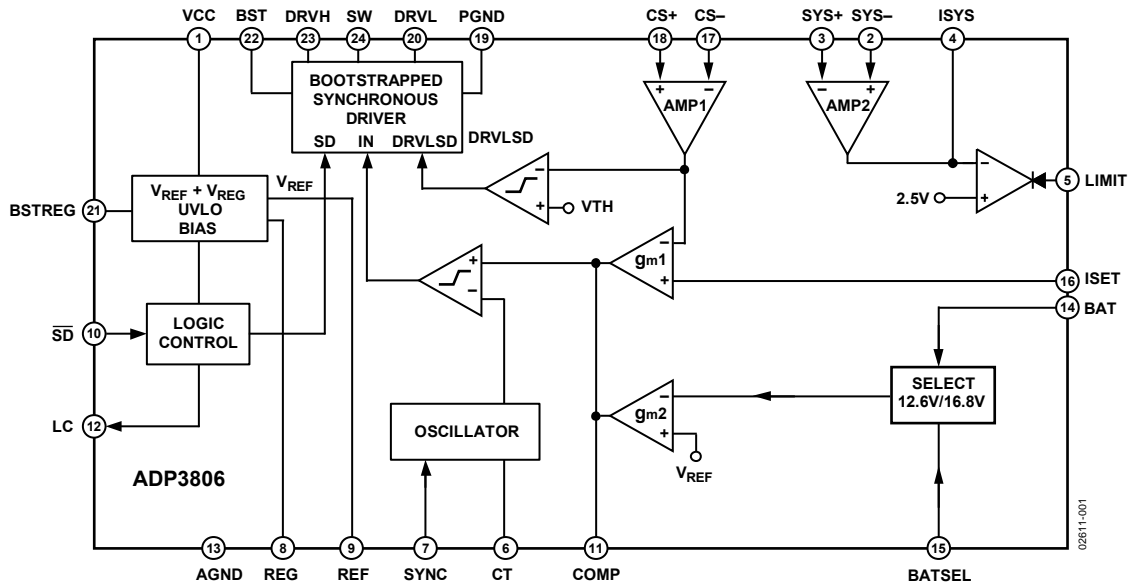 VCC BST DRVH SW DRVL PGND CS+ CS– SYS+ SYS– ISYS
1 22 23 24 20 19 18 17 3 2 4
BOOTSTRAPPED
SYNCHRONOUS
DRIVER
SD IN DRVLSD
DRVLSD
+ –
AMP1
– +
AMP2
–
+
2.5V
5 LIMIT
–
+
VTH
BSTREG 21
VREF + VREG
UVLO
BIAS
VREF
+
–
–
gm1
+
16 ISET
14 BAT
SD 10
LOGIC
CONTROL
SELECT
12.6V/16.8V
LC 12
OSCILLATOR
–
gm2
+
VREF
ADP3806
13 8 9 7 6 11 15
AGND REG REF SYNC CT COMP BATSEL
02611-001